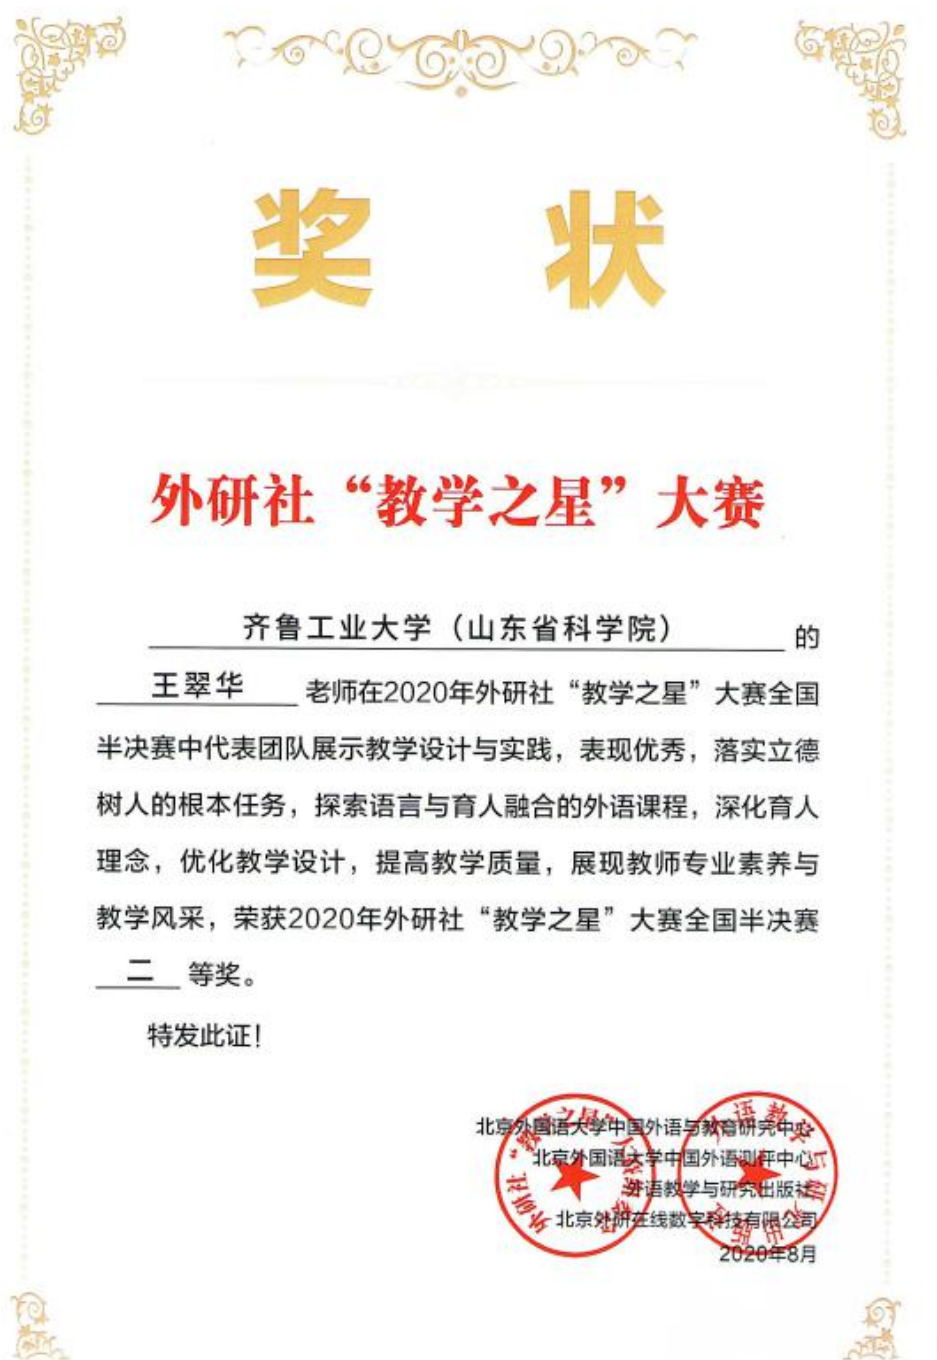 奖 状
外研社“教学之星”大赛
齐鲁工业大学（山东省科学院） 的
王翠华 老师在2020年外研社“教学之星”大赛全国
半决赛中代表团队展示教学设计与实践，表现优秀，落实立德
树人的根本任务，探索语言与育人融合的外语课程，深化育人
理念，优化教学设计，提高教学质量，展现教师专业素养与
教学风采，荣获2020年外研社“教学之星”大赛全国半决赛
二 等奖。
特发此证！
北京外国语大学中国外语与教育研究中心
北京外国语大学中国外语测评中心
外语教学与研究出版社
北京外研在线数字科技有限公司
2020年8月
外语教学与研究出版社